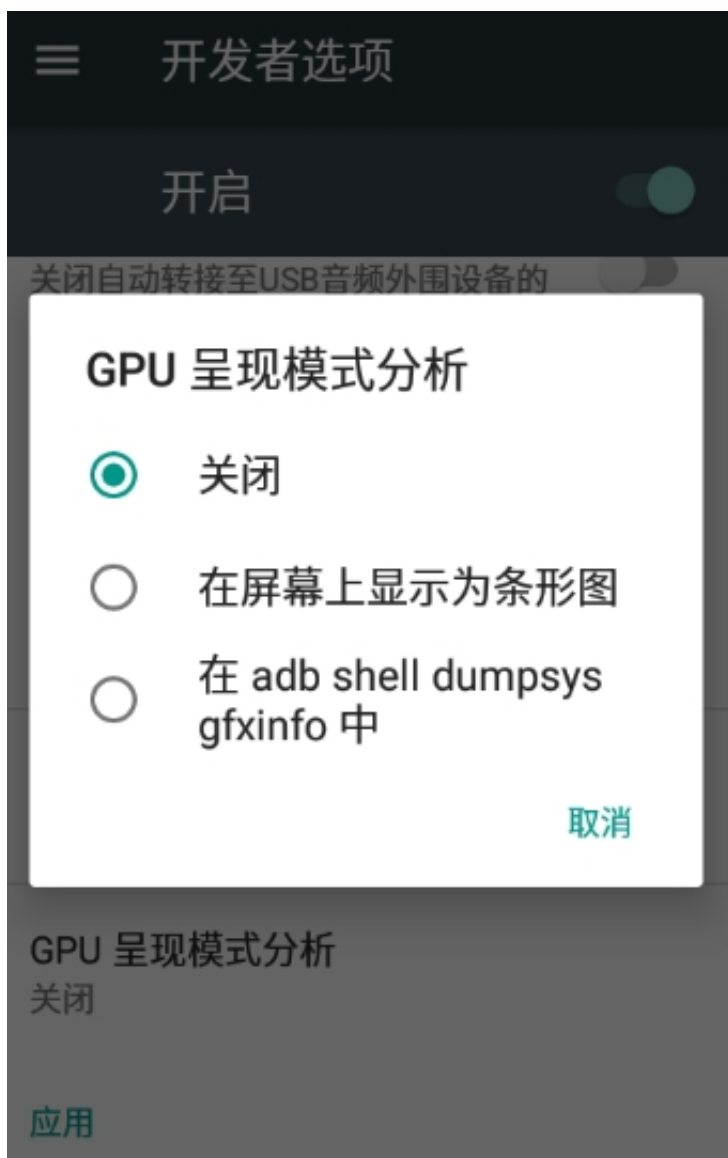 开发者选项
开启
关闭自动转接至USB音频外围设备的
GPU 呈现模式分析
关闭
在屏幕上显示为条形图
在 adb shell dumpsys
gfxinfo 中
取消
GPU 呈现模式分析
关闭
应用